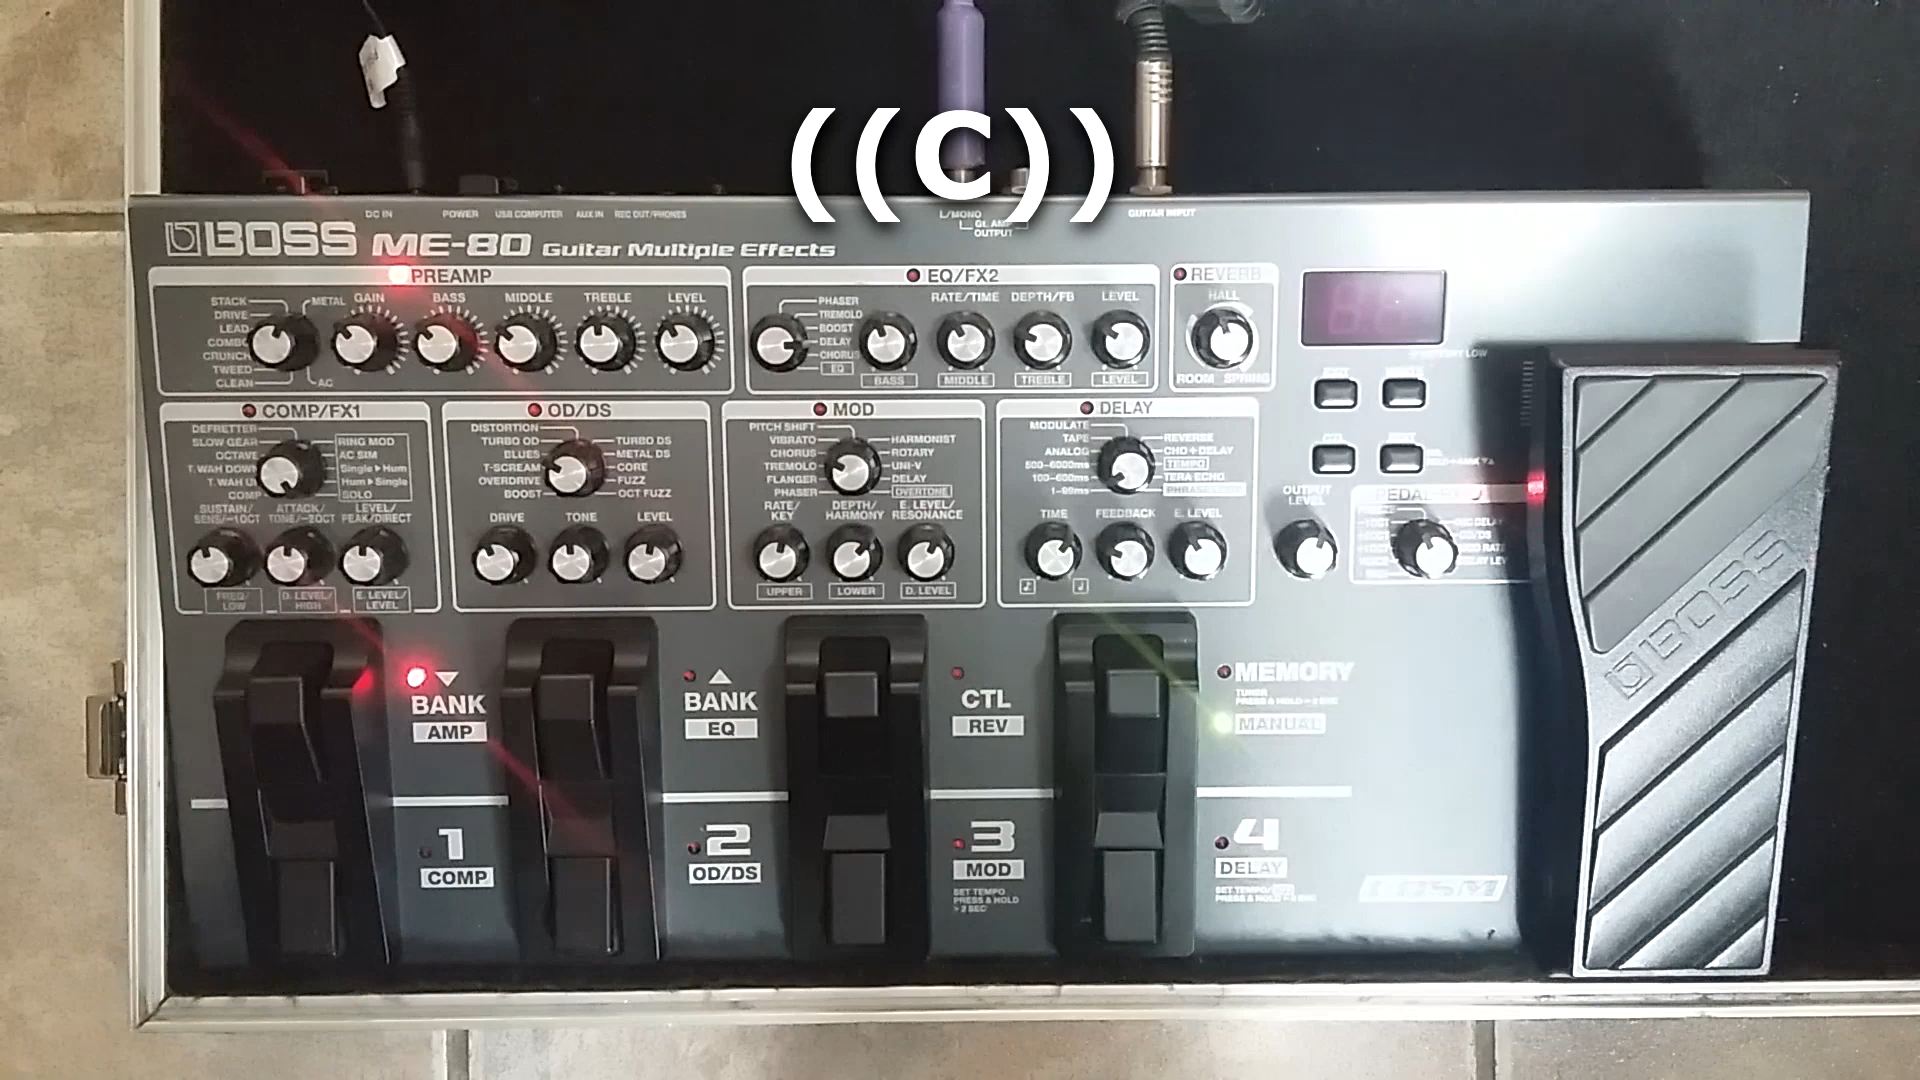 ((C))
DC IN POWER USB COMPUTER AUX IN REC OUT/PHONES L/MONO GUITAR INPUT
OUTPUT
BOSS ME-80 Guitar Multiple Effects
PREAMP
STACK
DRIVE
LEAD
COMBO
CRUNCH
TWEED
CLEAN
METAL
AC
GAIN BASS MIDDLE TREBLE LEVEL
EQ/FX2
PHASER
TREMOLO
BOOST
DELAY
CHORUS
EQ
RATE/TIME DEPTH/FB LEVEL
BASS MIDDLE TREBLE LEVEL
REVERB
HALL
ROOM SPRING
COMP/FX1
DEFRETTER
SLOW GEAR
OCTAVE
T.WAH DOWN
COMP
RING MOD
AC SIM
Single▶Hum
Hum▶Single
SOLO
SUSTAIN/
SENS/-1OCT
ATTACK/
TONE/-2OCT
LEVEL/
PEAK/DIRECT
FREQ/
LOW
D. LEVEL/
HIGH
E. LEVEL/
LEVEL
OD/DS
DISTORTION
TURBO OD
BLUES
T-SCREAM
OVERDRIVE
BOOST
TURBO DS
METAL DS
CORE
FUZZ
OCT FUZZ
DRIVE TONE LEVEL
MOD
PITCH SHIFT
VIBRATO
CHORUS
TREMOLO
FLANGER
PHASER
HARMONIST
ROTARY
UNI-V
DELAY
OVERTONE
RATE/
KEY
DEPTH/
HARMONY
E. LEVEL/
RESONANCE
UPPER LOWER D. LEVEL
DELAY
MODULATE
TAPE
ANALOG
500-6000ms
100-600ms
1-99ms
REVERSE
CHO+DELAY
TEMPO
TERA ECHO
TIME FEEDBACK E. LEVEL
OUTPUT
LEVEL
BOSS
▼
BANK
AMP
▲
BANK
EQ
CTL
REV
MEMORY
TUNER
PRESS & HOLD
MANUAL
1
COMP
2
OD/DS
3
MOD
SET TEMPO
PRESS & HOLD
> 2 SEC
4
DELAY
SET TEMPO/
PRESS & HOLD
COSM